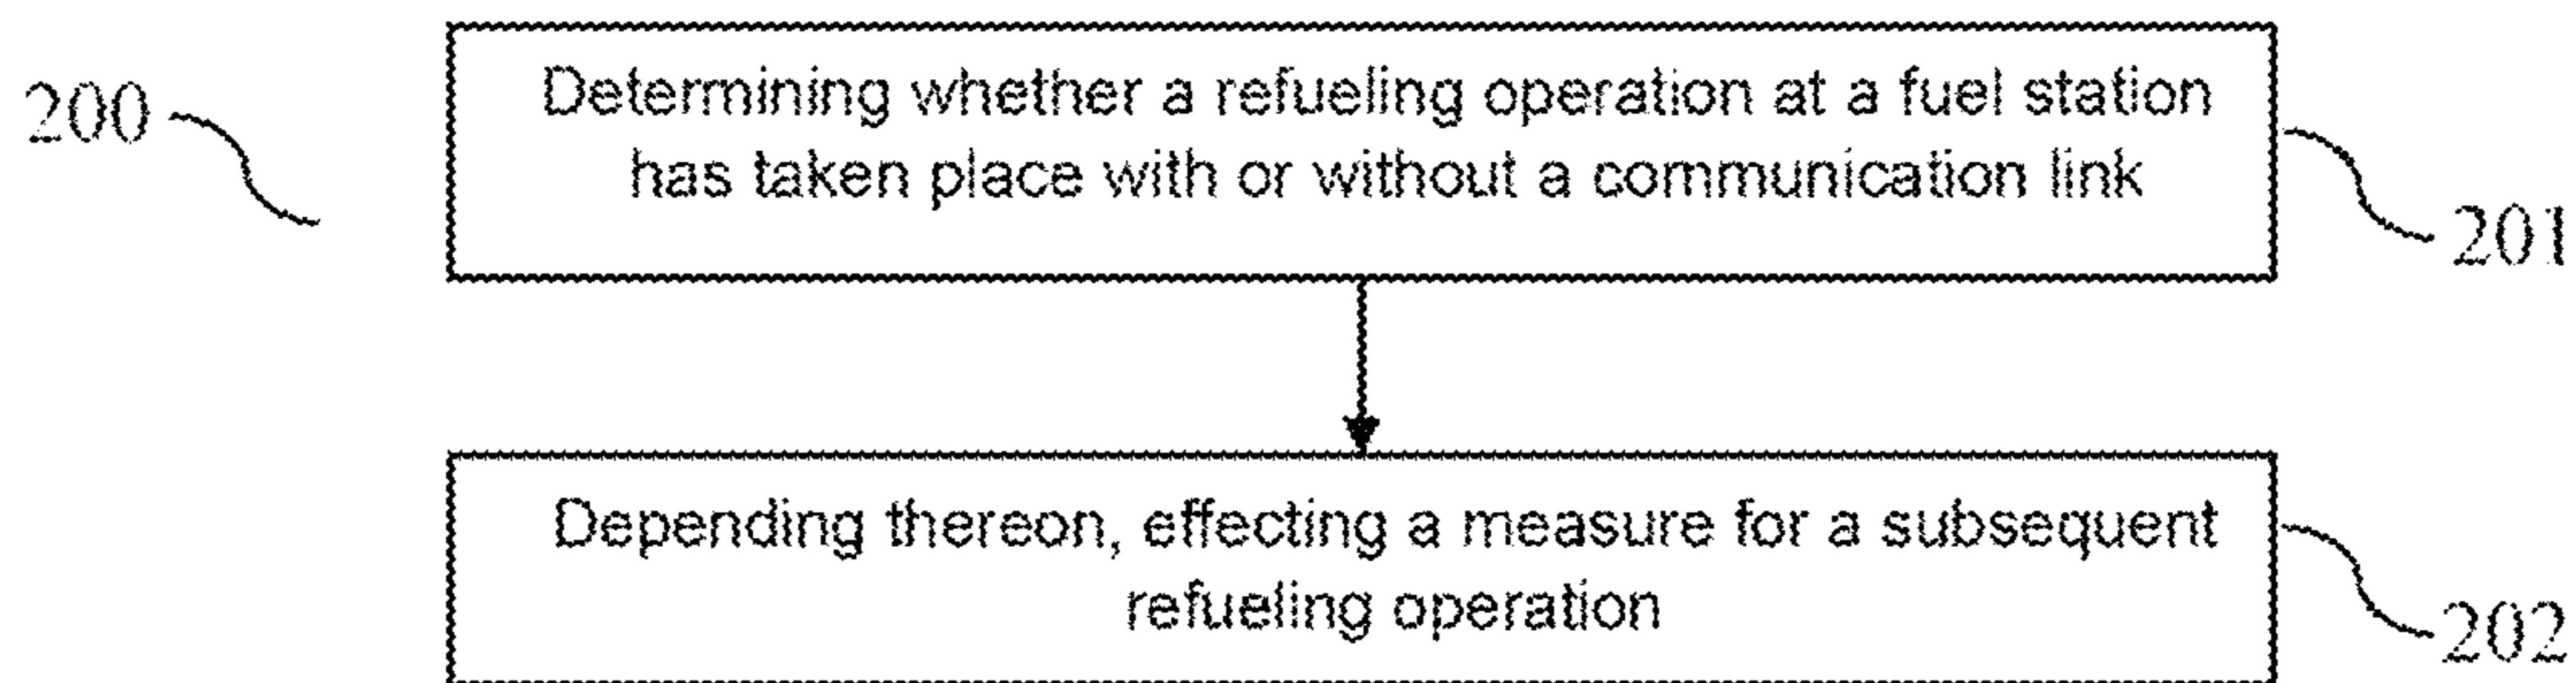 200
Determining whether a refueling operation at a fuel station
has taken place with or without a communication link
201
Depending thereon, effecting a measure for a subsequent
refueling operation
202